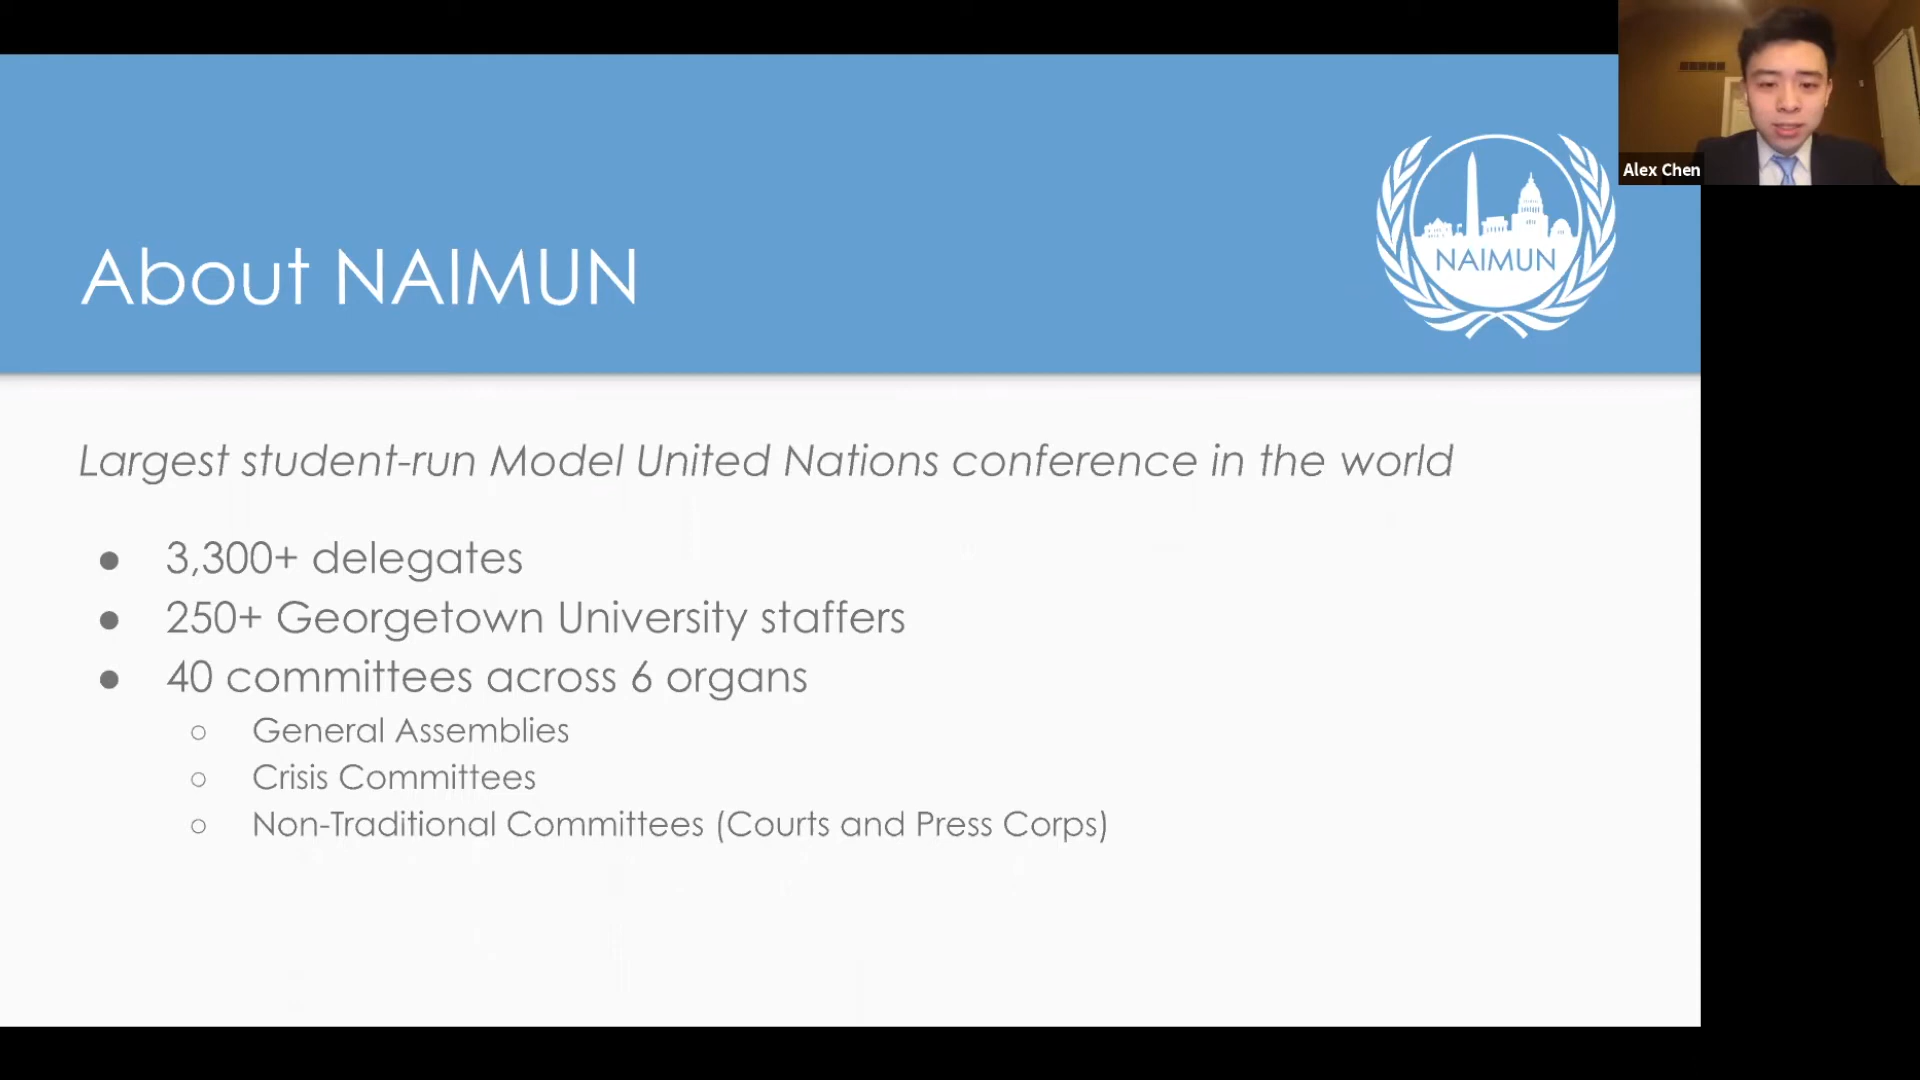 Alex Chen
About NAIMUN
NAIMUN
Largest student-run Model United Nations conference in the world
● 3,300+ delegates
● 250+ Georgetown University staffers
● 40 committees across 6 organs
○ General Assemblies
○ Crisis Committees
○ Non-Traditional Committees (Courts and Press Corps)